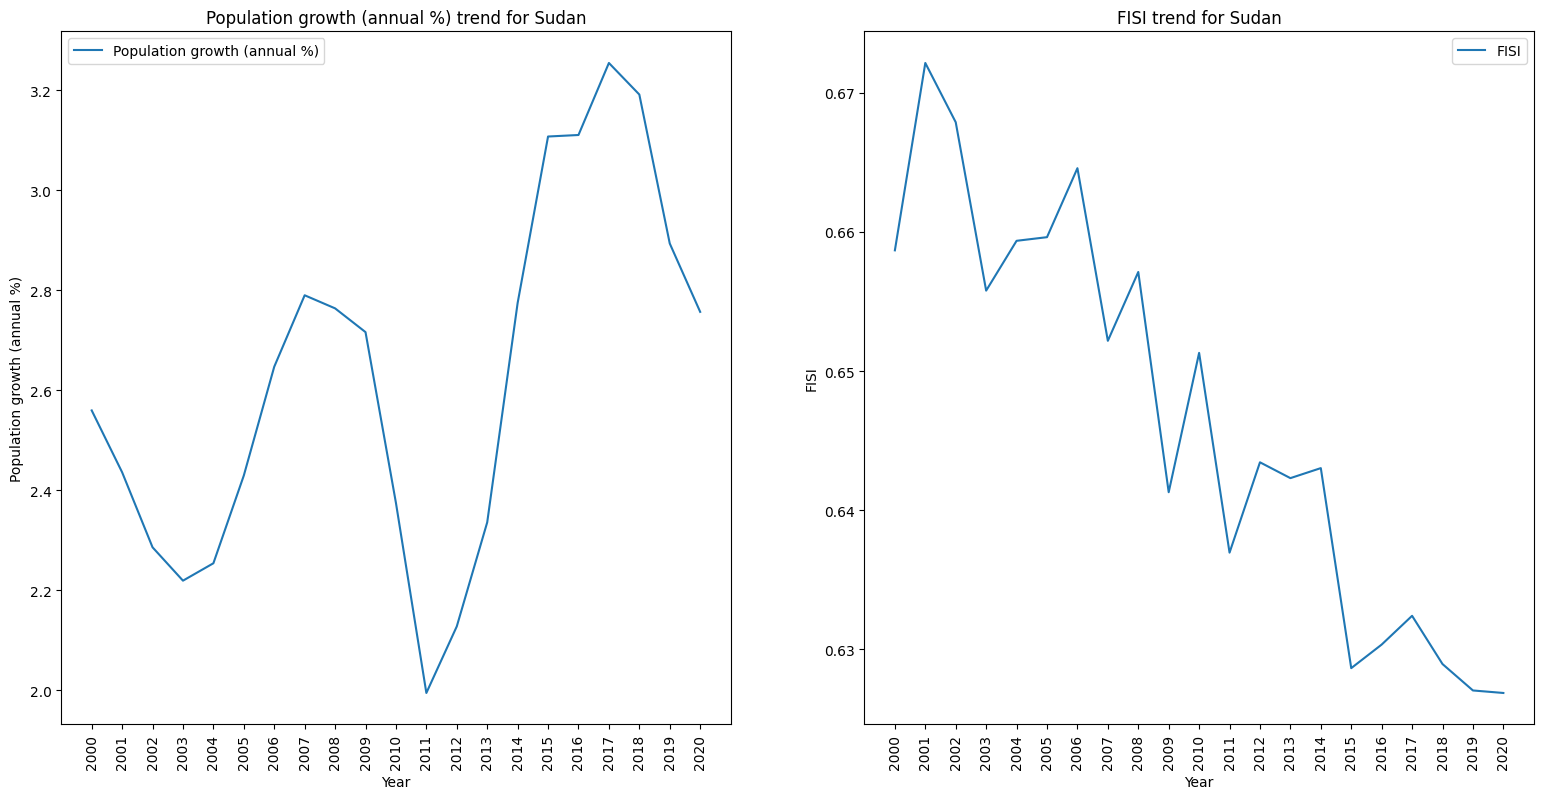 Population growth (annual %) trend for Sudan
Population growth (annual %)
Population growth (annual %)
3.2
3.0
2.8
2.6
2.4
2.2
2.0
2000 2001 2002 2003 2004 2005 2006 2007 2008 2009 2010 2011 2012 2013 2014 2015 2016 2017 2018 2019 2020
Year
FISI trend for Sudan
FISI
FISI
0.67
0.66
0.65
0.64
0.63
2000 2001 2002 2003 2004 2005 2006 2007 2008 2009 2010 2011 2012 2013 2014 2015 2016 2017 2018 2019 2020
Year